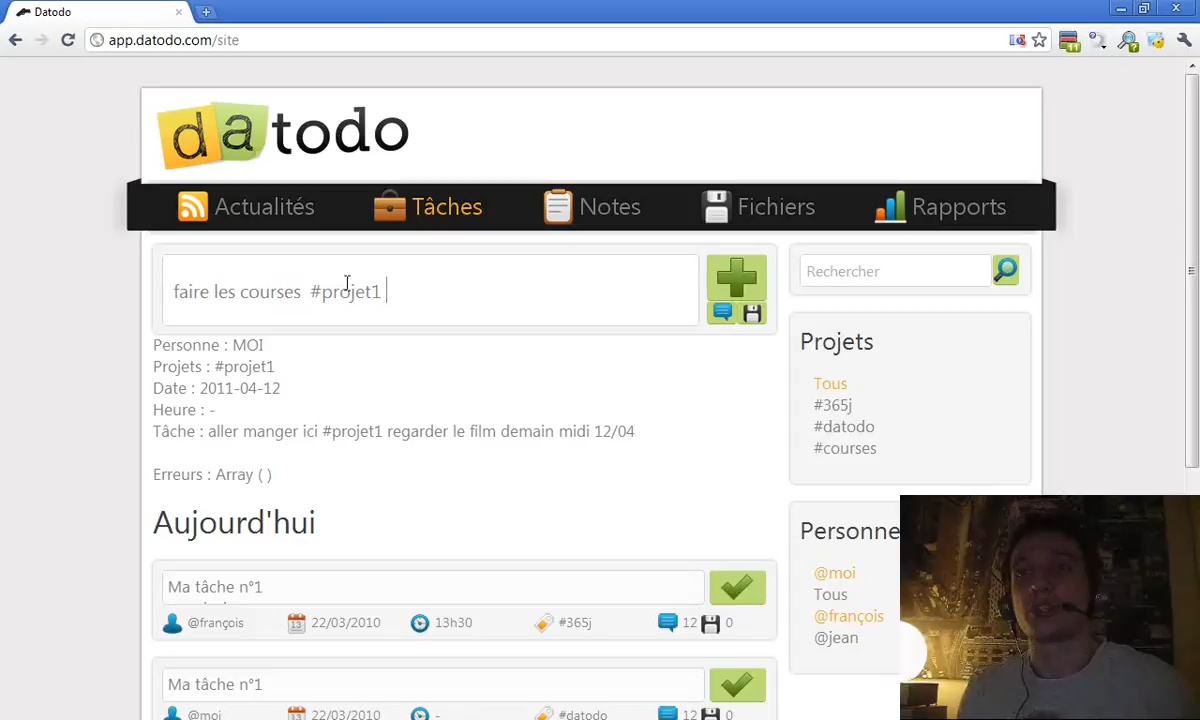 Datodo
app.datodo.com/site
datodo
Actualités
Tâches
Notes
Fichiers
Rapports
faire les courses #projet1
Rechercher
Personne : MOI
Projets : #projet1
Date : 2011-04-12
Heure : -
Tâche : aller manger ici #projet1 regarder le film demain midi 12/04
Erreurs : Array ( )
Projets
Tous
#365j
#datodo
#courses
Aujourd'hui
Ma tâche n°1
@françois
22/03/2010
13h30
#365j
12
0
Ma tâche n°1
@moi
22/03/2010
-
#datodo
12
0
Personne
@moi
Tous
@françois
@jean